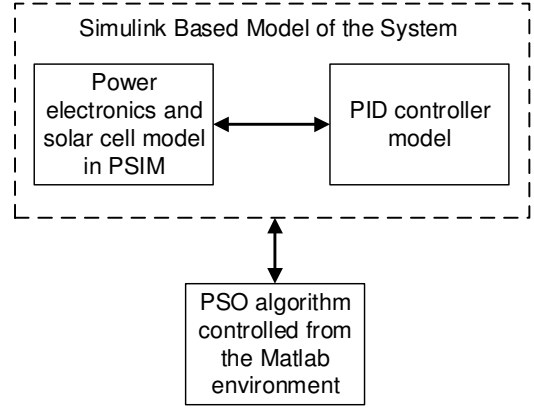 Simulink Based Model of the System
Power
electronics and
solar cell model
in PSIM
PID controller
model
PSO algorithm
controlled from
the Matlab
environment